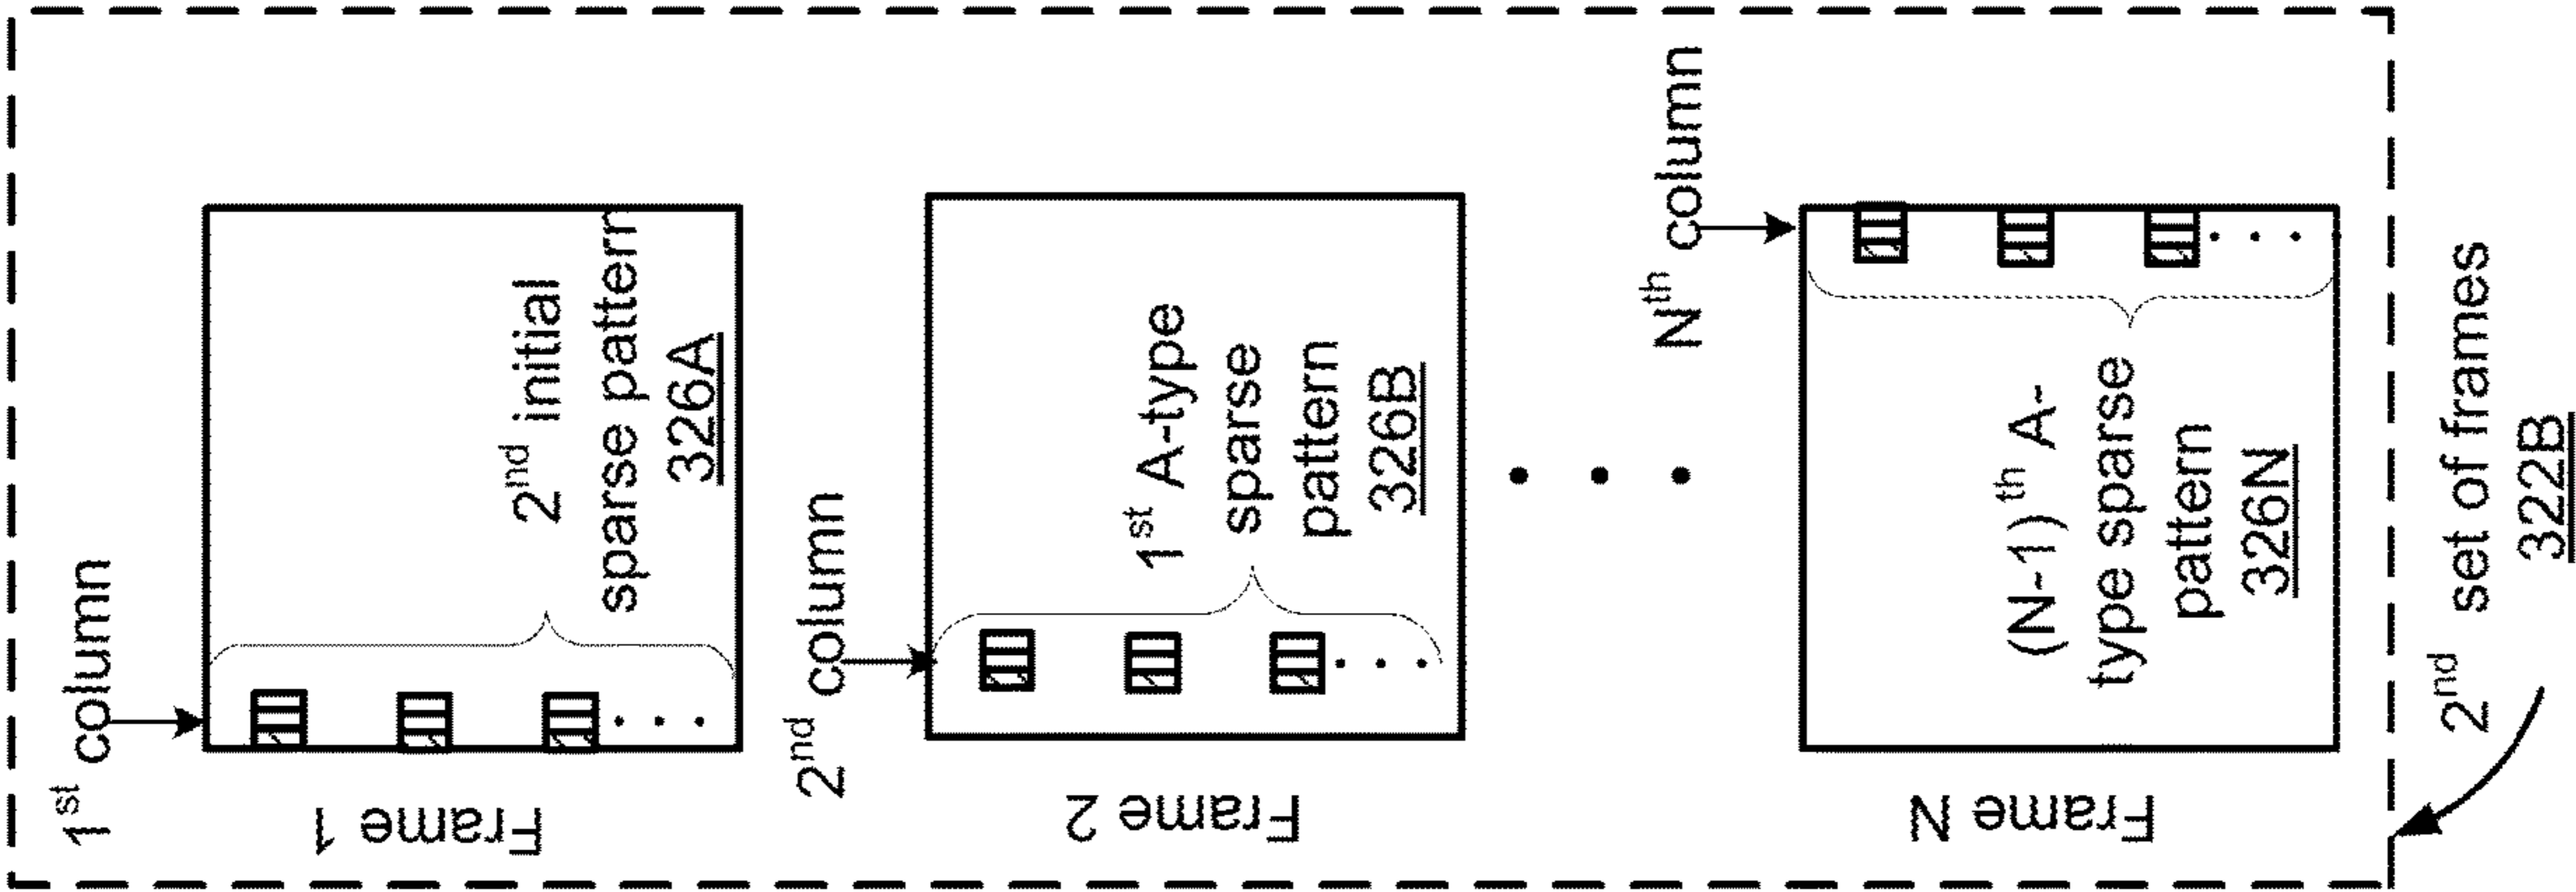 1st column
Frame 1
2nd initial
sparse pattern
326A
2nd column
Frame 2
1st A-type
sparse
pattern
326B
Nth column
Frame N
(N-1)th A-
type sparse
pattern
326N
2nd set of frames
322B